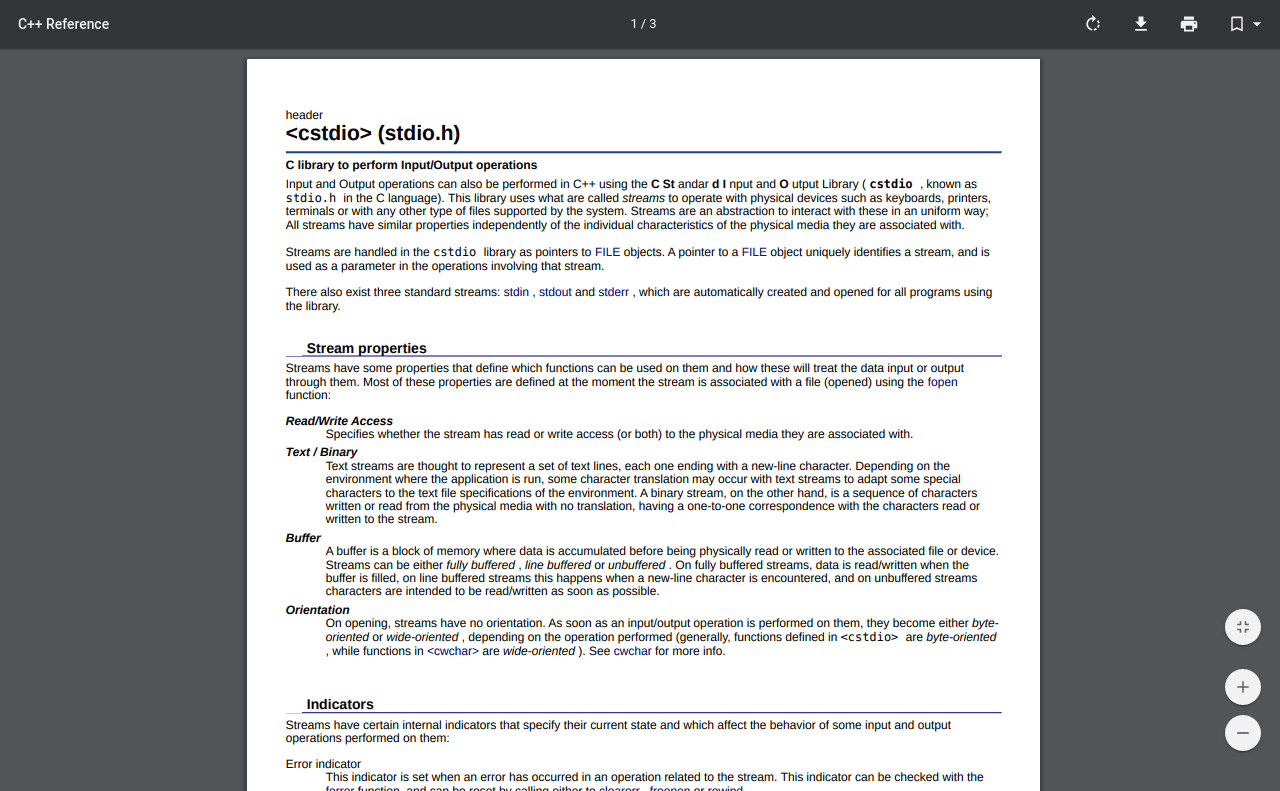 C++ Reference
1 / 3
header
<cstdio> (stdio.h)
C library to perform Input/Output operations
Input and Output operations can also be performed in C++ using the C St andar d I nput and O utput Library ( cstdio , known as
stdio.h in the C language). This library uses what are called streams to operate with physical devices such as keyboards, printers,
terminals or with any other type of files supported by the system. Streams are an abstraction to interact with these in an uniform way;
All streams have similar properties independently of the individual characteristics of the physical media they are associated with.
Streams are handled in the cstdio library as pointers to FILE objects. A pointer to a FILE object uniquely identifies a stream, and is
used as a parameter in the operations involving that stream.
There also exist three standard streams: stdin , stdout and stderr , which are automatically created and opened for all programs using
the library.
Stream properties
Streams have some properties that define which functions can be used on them and how these will treat the data input or output
through them. Most of these properties are defined at the moment the stream is associated with a file (opened) using the fopen
function:
Read/Write Access
Specifies whether the stream has read or write access (or both) to the physical media they are associated with.
Text / Binary
Text streams are thought to represent a set of text lines, each one ending with a new-line character. Depending on the
environment where the application is run, some character translation may occur with text streams to adapt some special
characters to the text file specifications of the environment. A binary stream, on the other hand, is a sequence of characters
written or read from the physical media with no translation, having a one-to-one correspondence with the characters read or
written to the stream.
Buffer
A buffer is a block of memory where data is accumulated before being physically read or written to the associated file or device.
Streams can be either fully buffered , line buffered or unbuffered . On fully buffered streams, data is read/written when the
buffer is filled, on line buffered streams this happens when a new-line character is encountered, and on unbuffered streams
characters are intended to be read/written as soon as possible.
Orientation
On opening, streams have no orientation. As soon as an input/output operation is performed on them, they become either byte-
oriented or wide-oriented , depending on the operation performed (generally, functions defined in <cstdio> are byte-oriented
, while functions in <cwchar> are wide-oriented ). See cwchar for more info.
Indicators
Streams have certain internal indicators that specify their current state and which affect the behavior of some input and output
operations performed on them:
Error indicator
This indicator is set when an error has occurred in an operation related to the stream. This indicator can be checked with the
ferror function, and can be reset by calling either to clearerr , freopen or rewind .